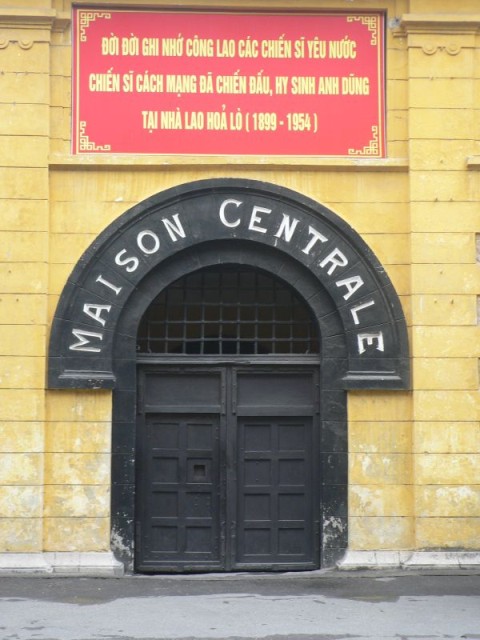 ĐỜI ĐỜI GHI NHỚ CÔNG LAO CÁC CHIẾN SĨ YÊU NƯỚC
CHIẾN SĨ CÁCH MẠNG ĐÃ CHIẾN ĐẤU, HY SINH ANH DŨNG
TẠI NHÀ LAO HOẢ LÒ ( 1899 - 1954 )
MAISON CENTRALE